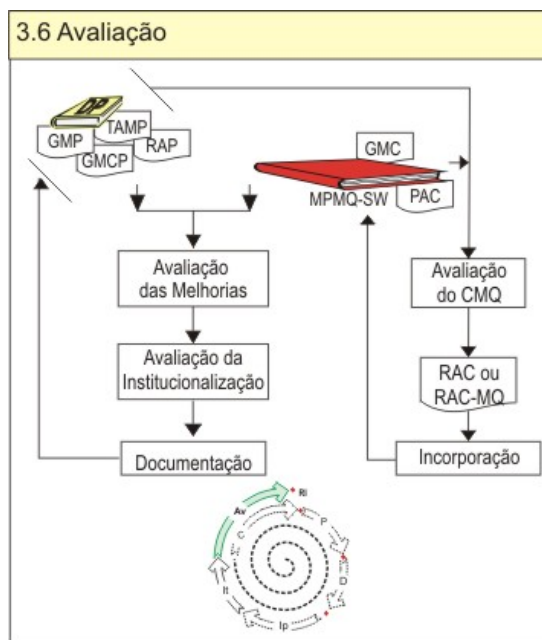 3.6 Avaliação
DP
TAMP
GMP
RAP
GMCP
GMC
MPMQ-SW
PAC
Avaliação
das Melhorias
Avaliação
do CMQ
Avaliação da
Institucionalização
RAC ou
RAC-MQ
Documentação
Incorporação
RI
Av
C
P
D
It
Ip